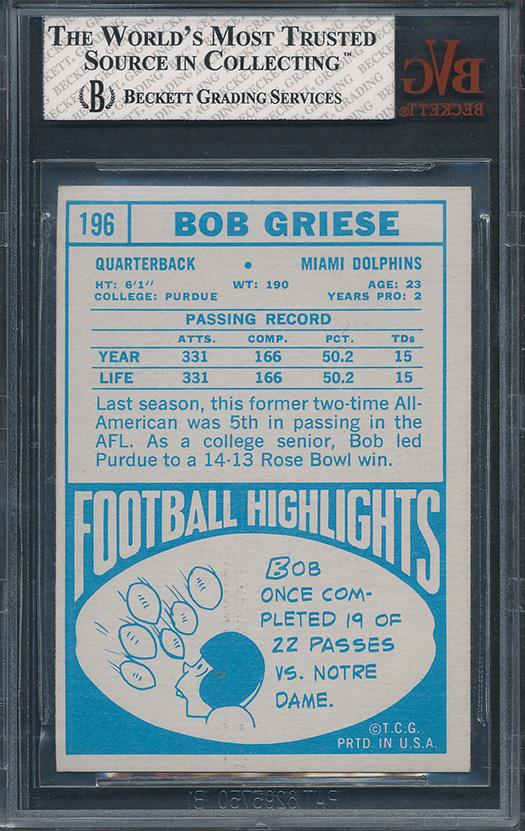 THE WORLD'S MOST TRUSTED
SOURCE IN COLLECTING™
BECKETT GRADING SERVICES
BVG
BECKETT®
196 BOB GRIESE
QUARTERBACK • MIAMI DOLPHINS
HT: 6'1" WT: 190 AGE: 23
COLLEGE: PURDUE YEARS PRO: 2
PASSING RECORD
ATTS. COMP. PCT. TDs
YEAR 331 166 50.2 15
LIFE 331 166 50.2 15
Last season, this former two-time All-
American was 5th in passing in the
AFL. As a college senior, Bob led
Purdue to a 14-13 Rose Bowl win.
FOOTBALL HIGHLIGHTS
BOB
ONCE COM-
PLETED 19 OF
22 PASSES
VS. NOTRE
DAME.
©T.C.G.
PRTD. IN U.S.A.